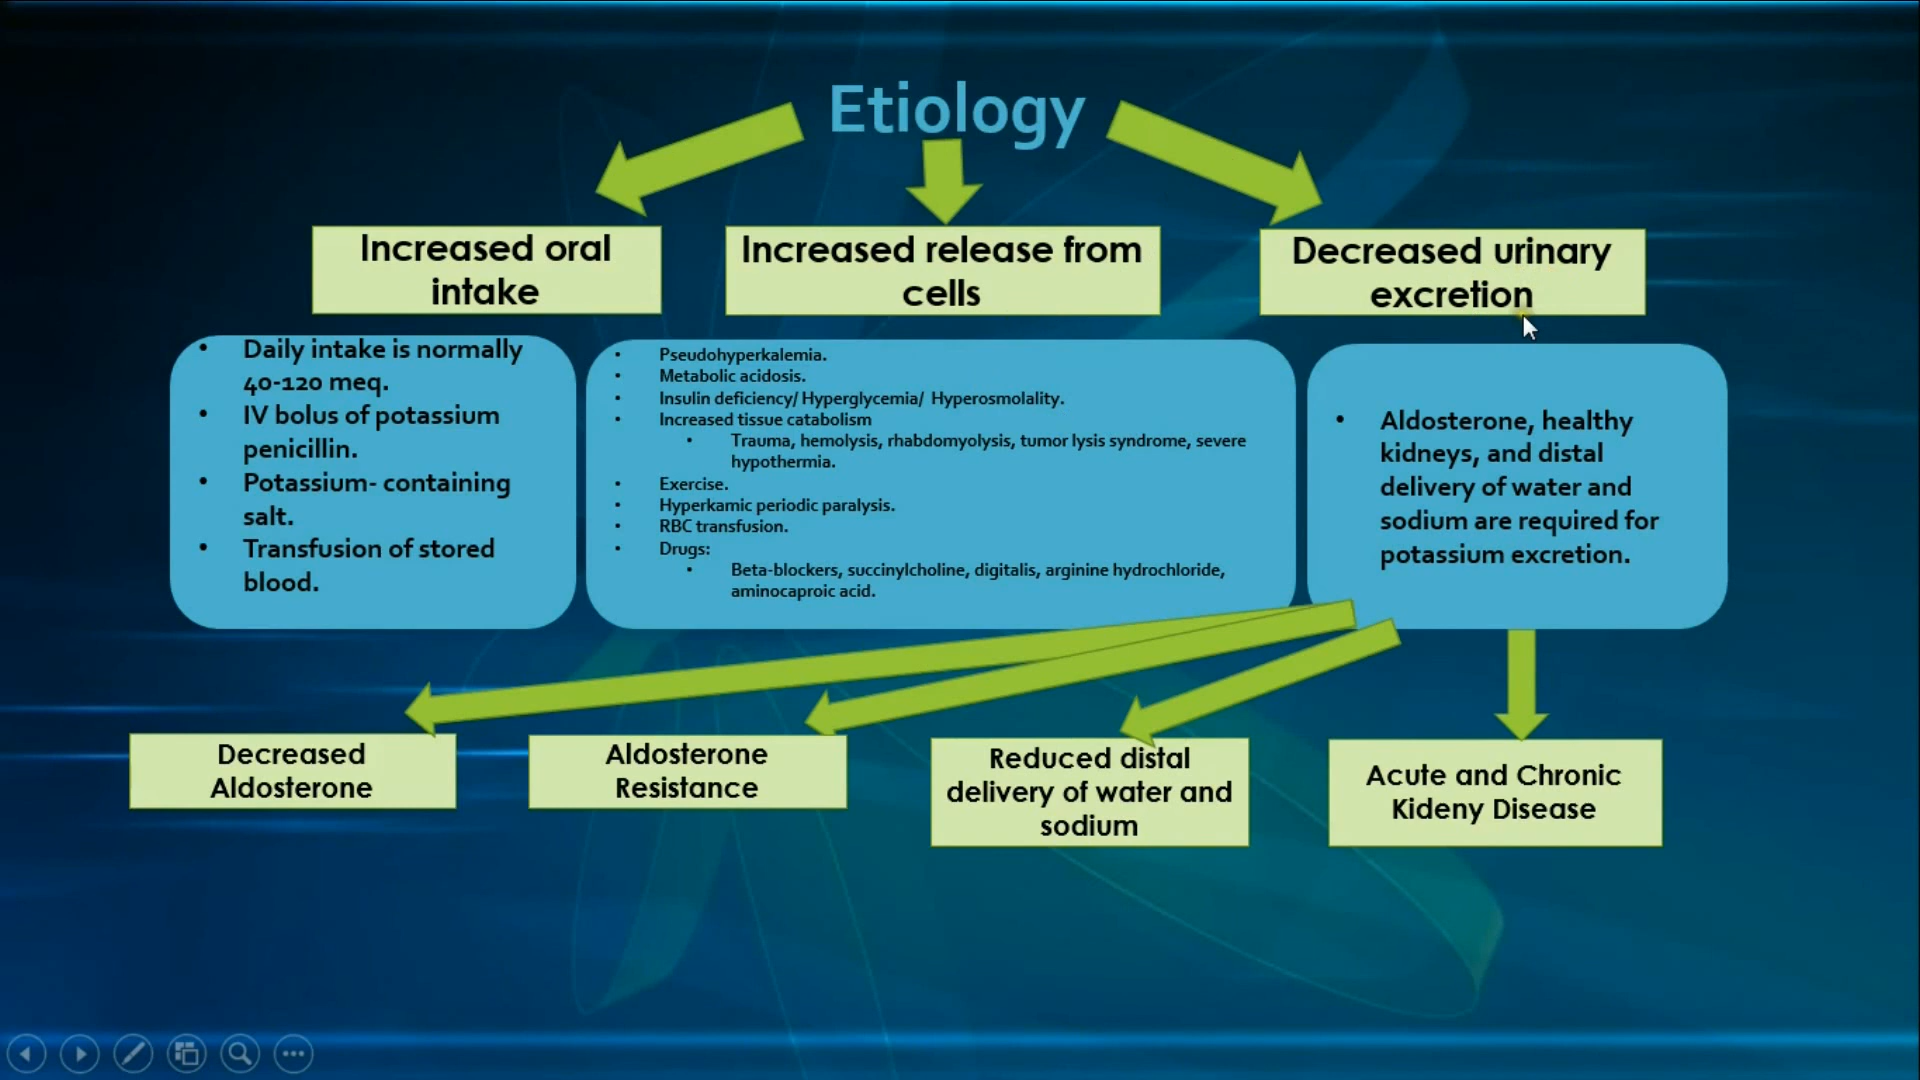 Etiology
Increased oral
intake
Increased release from
cells
Decreased urinary
excretion
• Daily intake is normally
40-120 meq.
• IV bolus of potassium
penicillin.
• Potassium- containing
salt.
• Transfusion of stored
blood.
• Pseudohyperkalemia.
• Metabolic acidosis.
• Insulin deficiency/ Hyperglycemia/ Hyperosmolality.
• Increased tissue catabolism
• Trauma, hemolysis, rhabdomyolysis, tumor lysis syndrome, severe
hypothermia.
• Exercise.
• Hyperkamic periodic paralysis.
• RBC transfusion.
• Drugs:
• Beta-blockers, succinylcholine, digitalis, arginine hydrochloride,
aminocaproic acid.
• Aldosterone, healthy
kidneys, and distal
delivery of water and
sodium are required for
potassium excretion.
Decreased
Aldosterone
Aldosterone
Resistance
Reduced distal
delivery of water and
sodium
Acute and Chronic
Kideny Disease